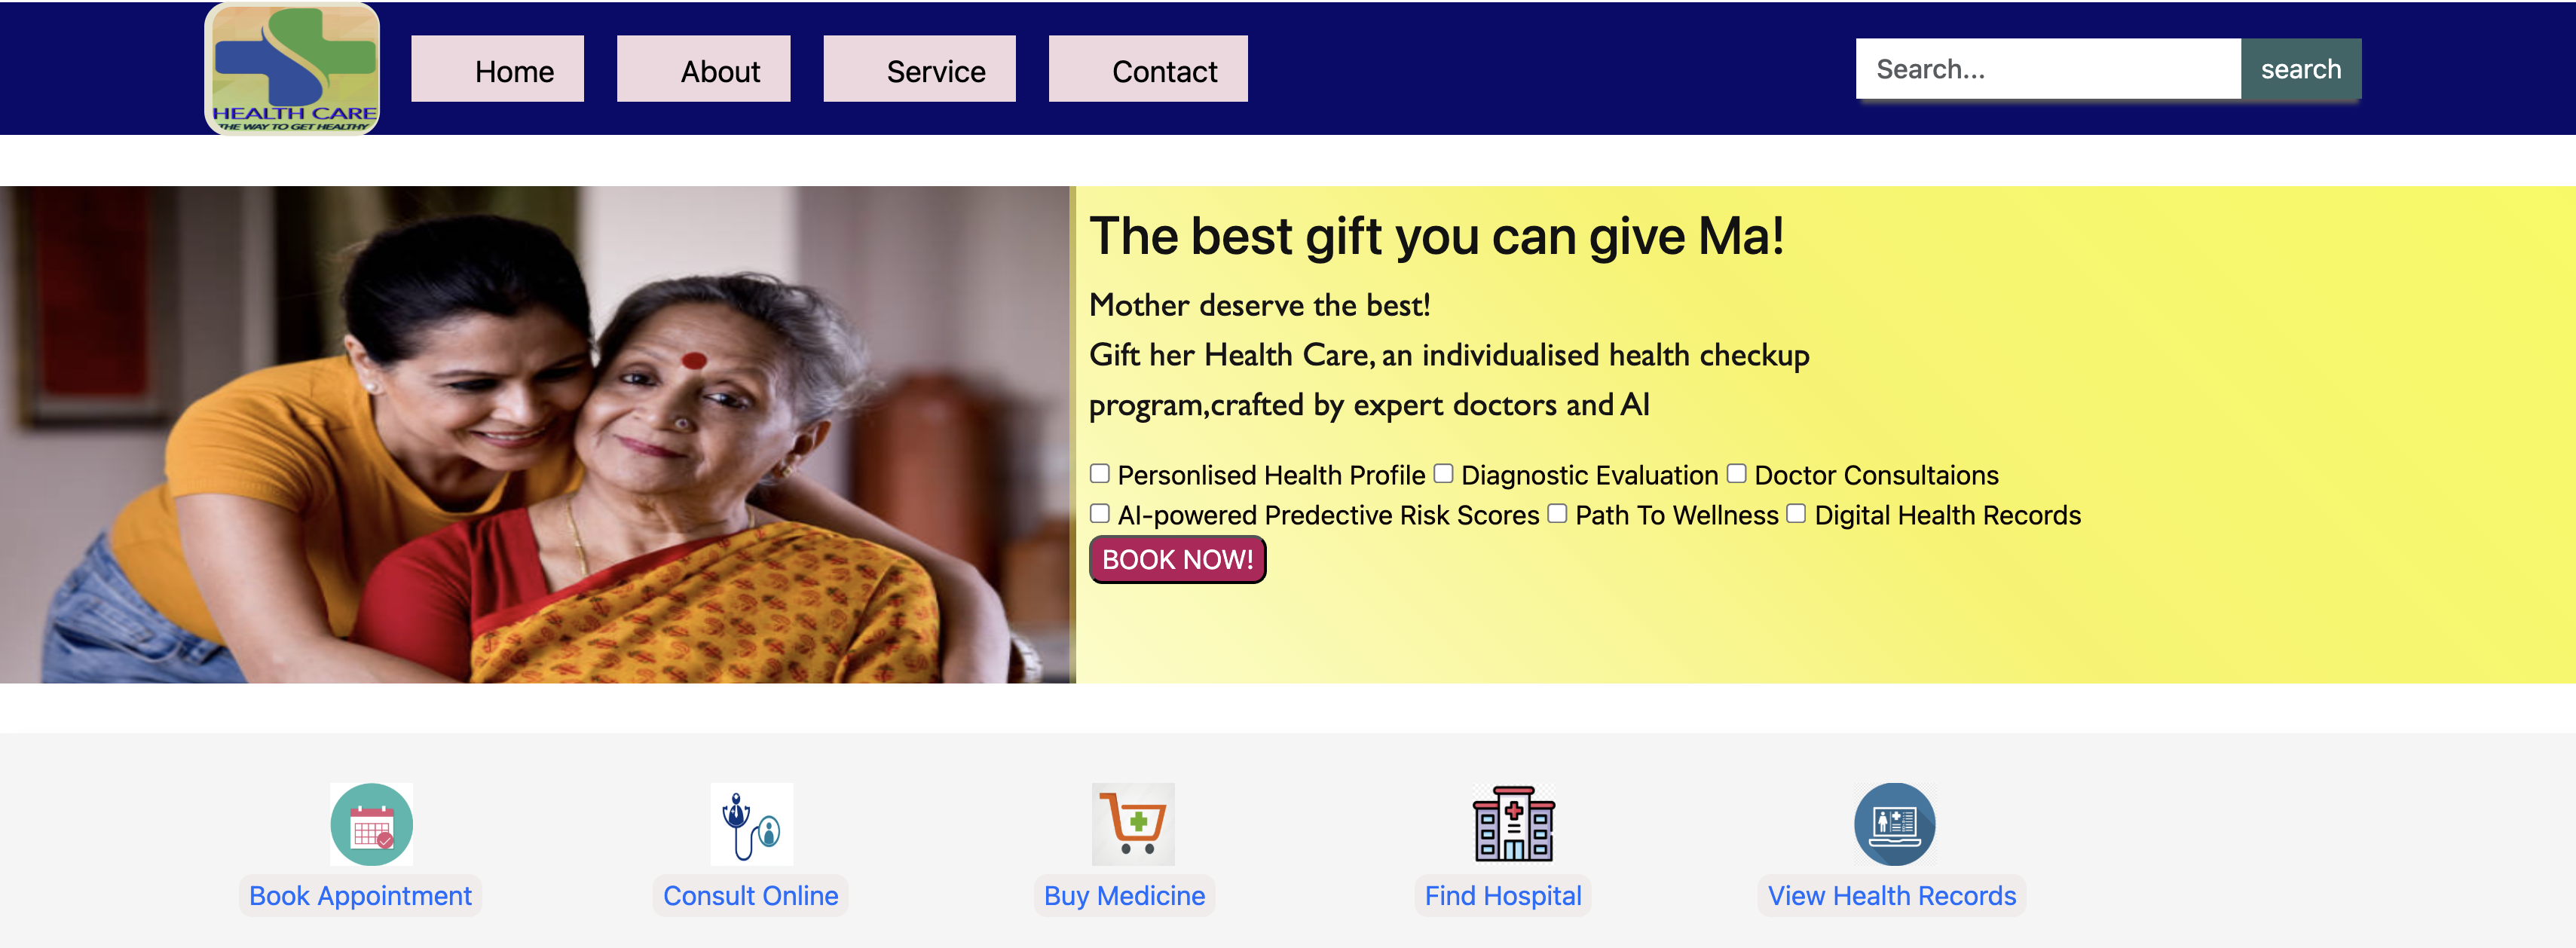 HEALTH CARE
THE WAY TO GET HEALTHY
Home About Service Contact
Search... search
The best gift you can give Ma!
Mother deserve the best!
Gift her Health Care, an individualised health checkup
program,crafted by expert doctors and AI
Personlised Health Profile Diagnostic Evaluation Doctor Consultaions
AI-powered Predective Risk Scores Path To Wellness Digital Health Records
BOOK NOW!
Book Appointment Consult Online Buy Medicine Find Hospital View Health Records